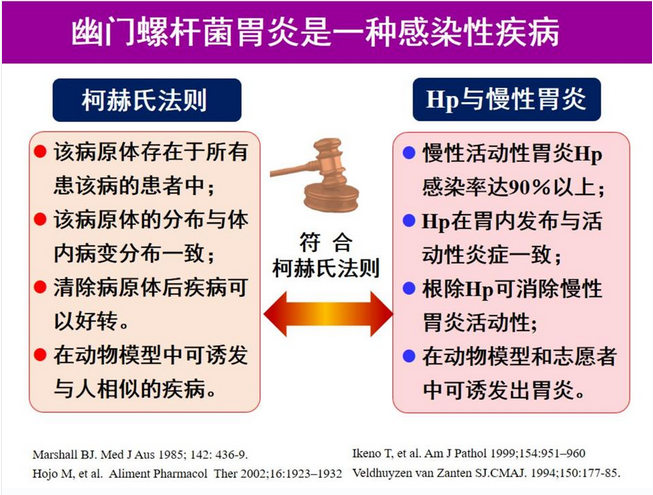 幽门螺杆菌胃炎是一种感染性疾病
柯赫氏法则
该病原体存在于所有
患该病的患者中；
该病原体的分布与体
内病变分布一致；
清除病原体后疾病可
以好转。
在动物模型中可诱发
与人相似的疾病。
符 合
柯赫氏法则
Hp与慢性胃炎
慢性活动性胃炎Hp
感染率达90%以上；
Hp在胃内发布与活
动性炎症一致；
根除Hp可消除慢性
胃炎活动性;
在动物模型和志愿者
中可诱发出胃炎。
Marshall BJ. Med J Aus 1985; 142: 436-9.
Hojo M, et al. Aliment Pharmacol Ther 2002;16:1923–1932
Ikeno T, et al. Am J Pathol 1999;154:951–960
Veldhuyzen van Zanten SJ.CMAJ. 1994;150:177-85.